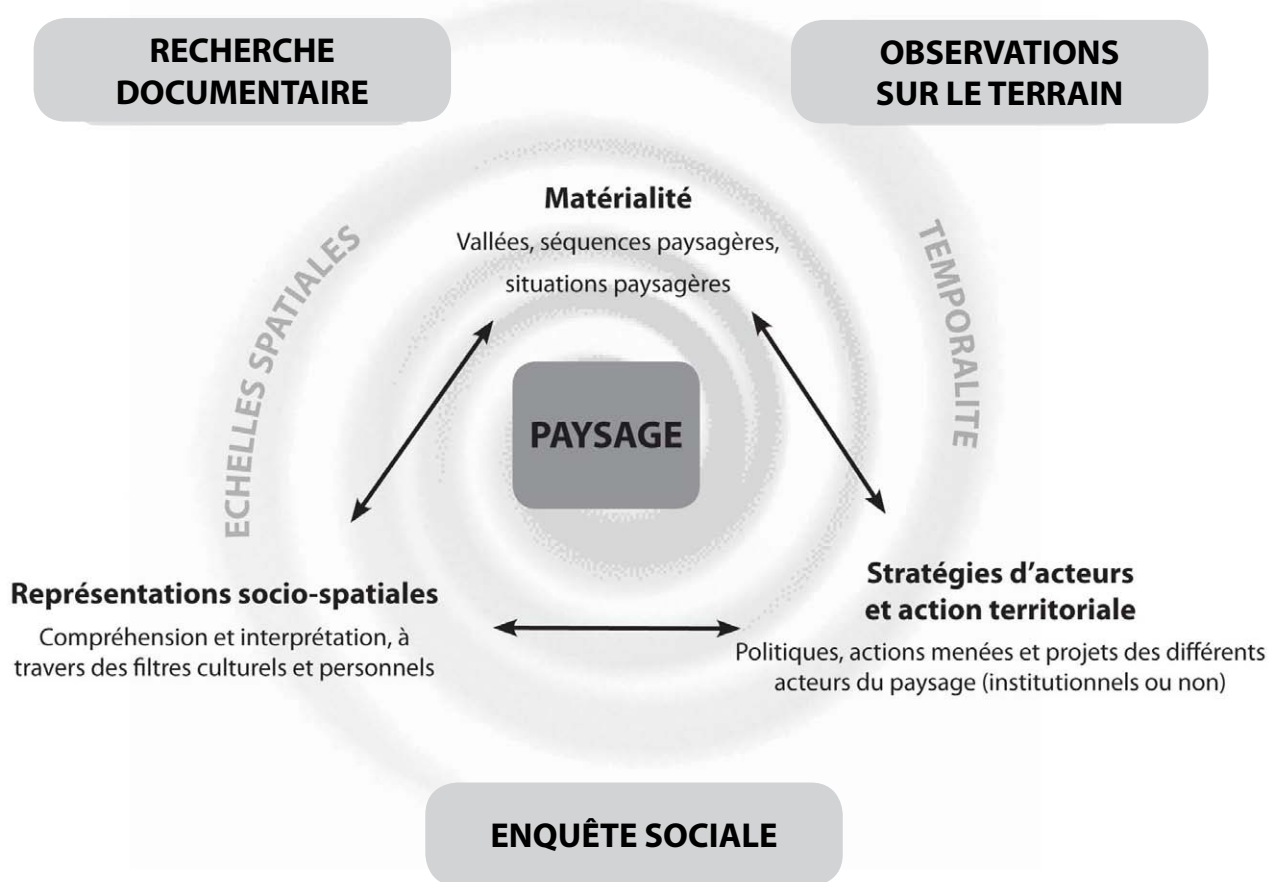 RECHERCHE
DOCUMENTAIRE
OBSERVATIONS
SUR LE TERRAIN
Matérialité
Vallées, séquences paysagères,
situations paysagères
ECHELLES SPATIALES
TEMPORALITE
PAYSAGE
Représentations socio-spatiales
Compréhension et interprétation, à
travers des filtres culturels et personnels
Stratégies d'acteurs
et action territoriale
Politiques, actions menées et projets des différents
acteurs du paysage (institutionnels ou non)
ENQUÊTE SOCIALE